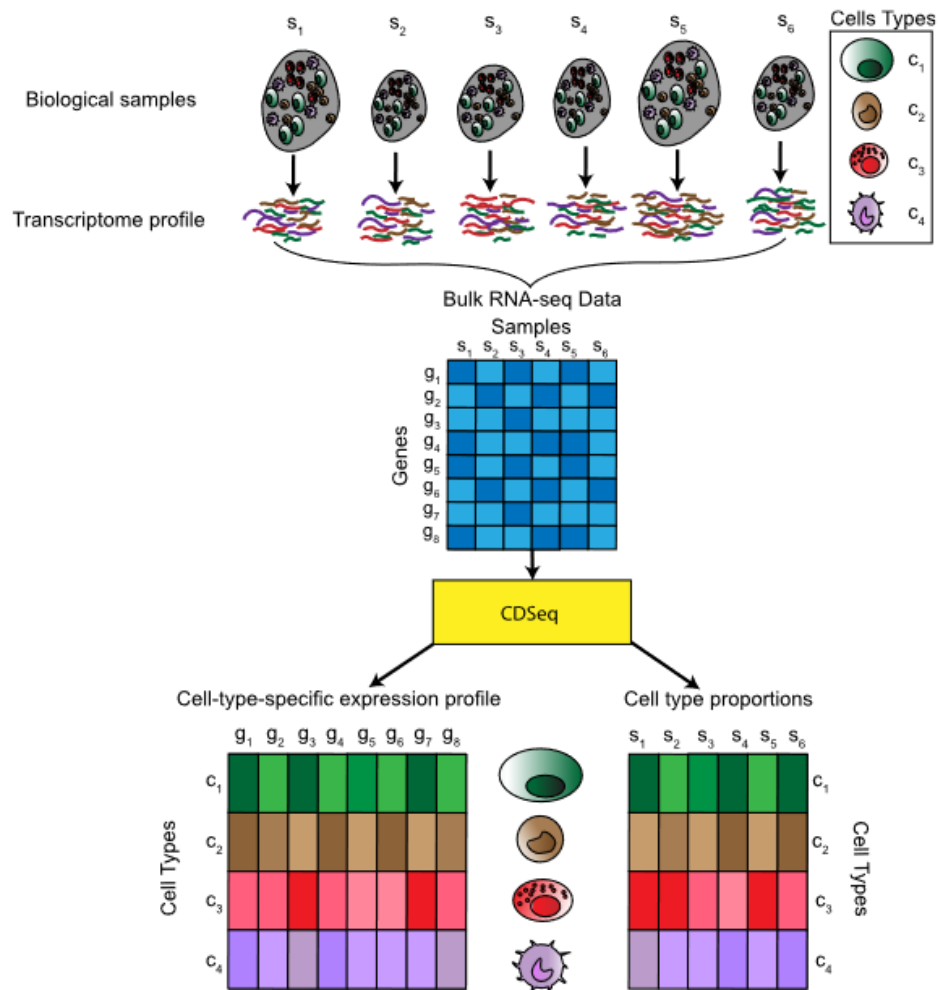 s1 s2 s3 s4 s5 s6 Cells Types
Biological samples
c1
c2
c3
c4
Transcriptome profile
Bulk RNA-seq Data
Samples
s1 s2 s3 s4 s5 s6
Genes
g1
g2
g3
g4
g5
g6
g7
g8
CDSeq
Cell-type-specific expression profile
g1 g2 g3 g4 g5 g6 g7 g8
Cell Types
c1
c2
c3
c4
Cell type proportions
s1 s2 s3 s4 s5 s6
c1
c2
c3
c4
Cell Types